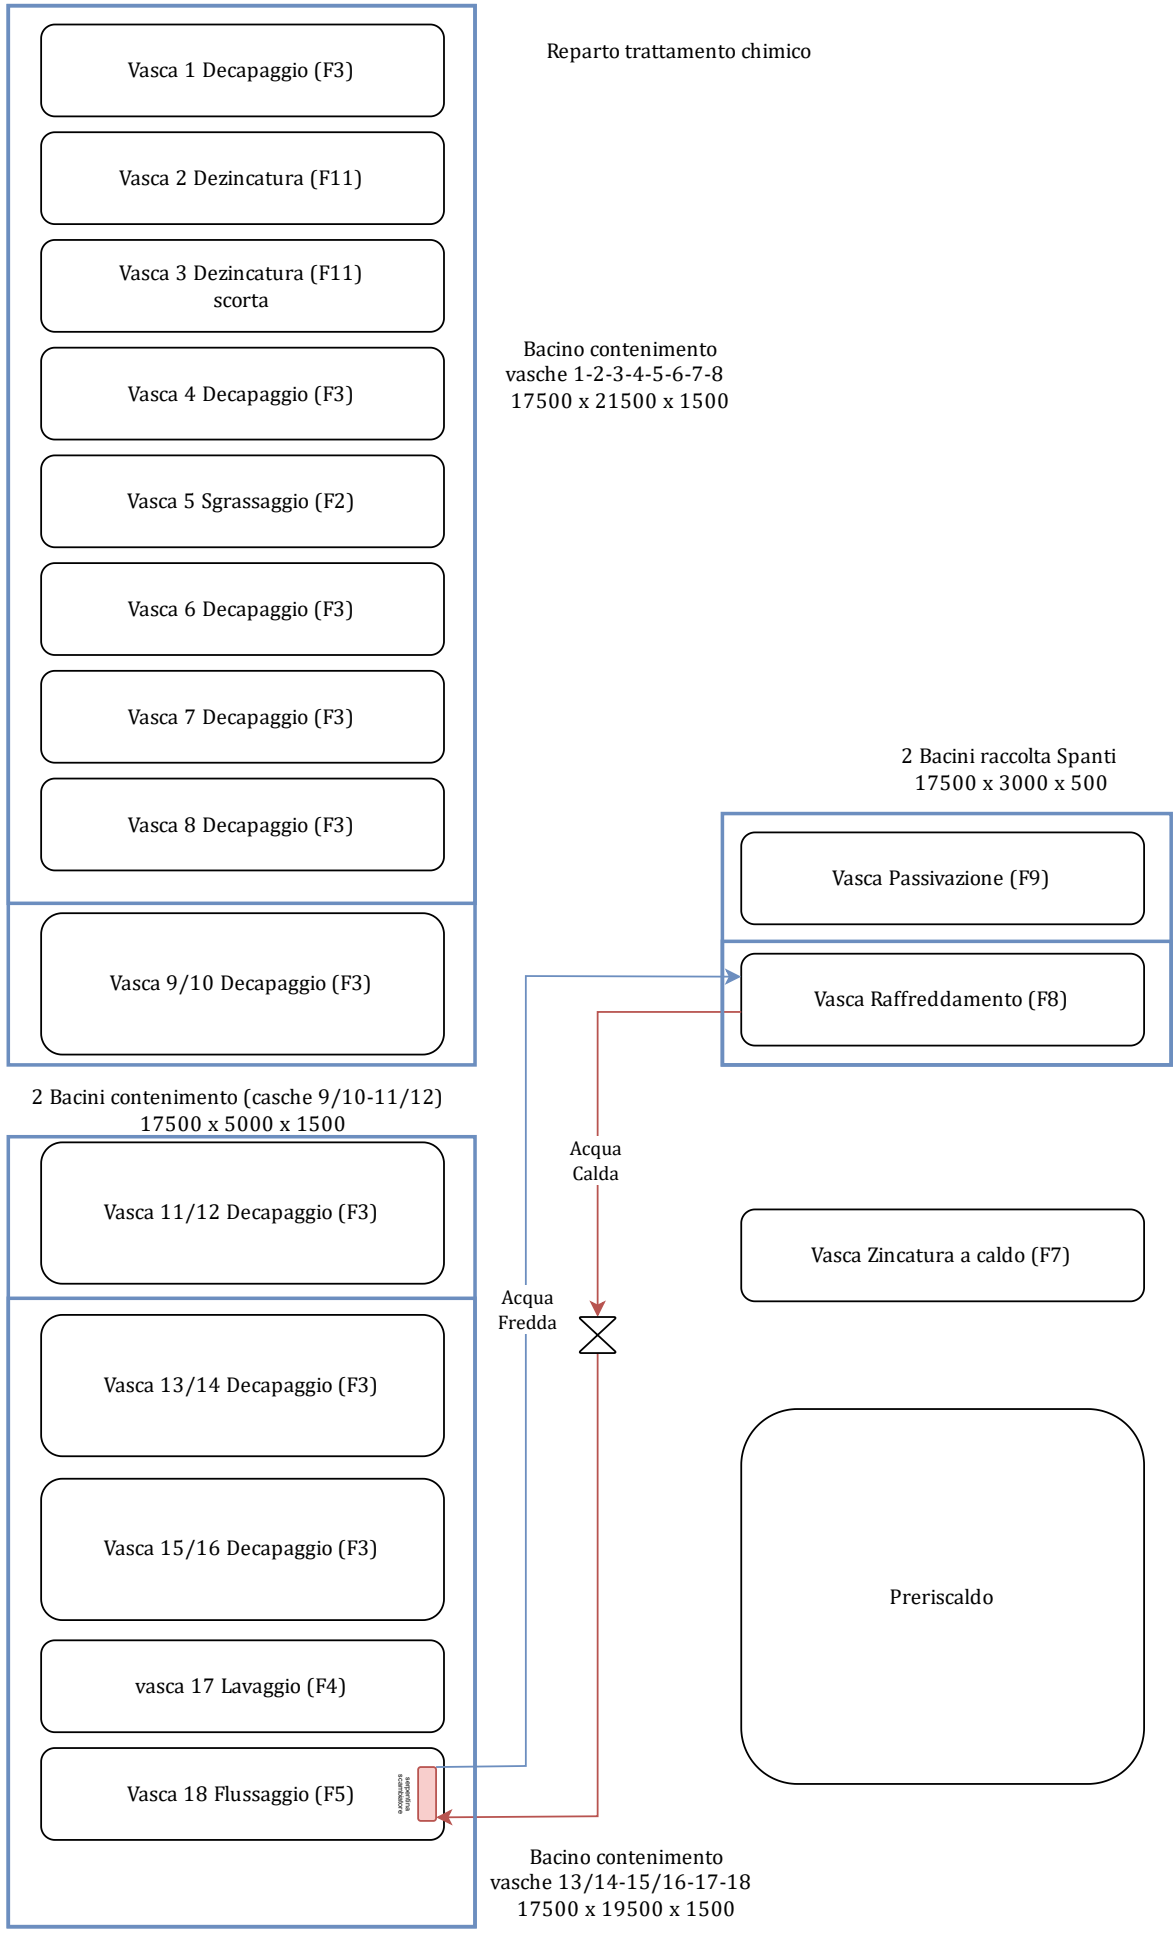 Reparto trattamento chimico
Vasca 1 Decapaggio (F3)
Vasca 2 Dezincatura (F11)
Vasca 3 Dezincatura (F11)
scorta
Vasca 4 Decapaggio (F3)
Vasca 5 Sgrassaggio (F2)
Vasca 6 Decapaggio (F3)
Vasca 7 Decapaggio (F3)
Vasca 8 Decapaggio (F3)
Bacino contenimento
vasche 1-2-3-4-5-6-7-8
17500 x 21500 x 1500
Vasca 9/10 Decapaggio (F3)
2 Bacini contenimento (casche 9/10-11/12)
17500 x 5000 x 1500
Vasca 11/12 Decapaggio (F3)
Vasca 13/14 Decapaggio (F3)
Vasca 15/16 Decapaggio (F3)
vasca 17 Lavaggio (F4)
Vasca 18 Flussaggio (F5)
serpentina
scambiatore
Bacino contenimento
vasche 13/14-15/16-17-18
17500 x 19500 x 1500
Acqua
Fredda
Acqua
Calda
2 Bacini raccolta Spanti
17500 x 3000 x 500
Vasca Passivazione (F9)
Vasca Raffreddamento (F8)
Vasca Zincatura a caldo (F7)
Preriscaldo